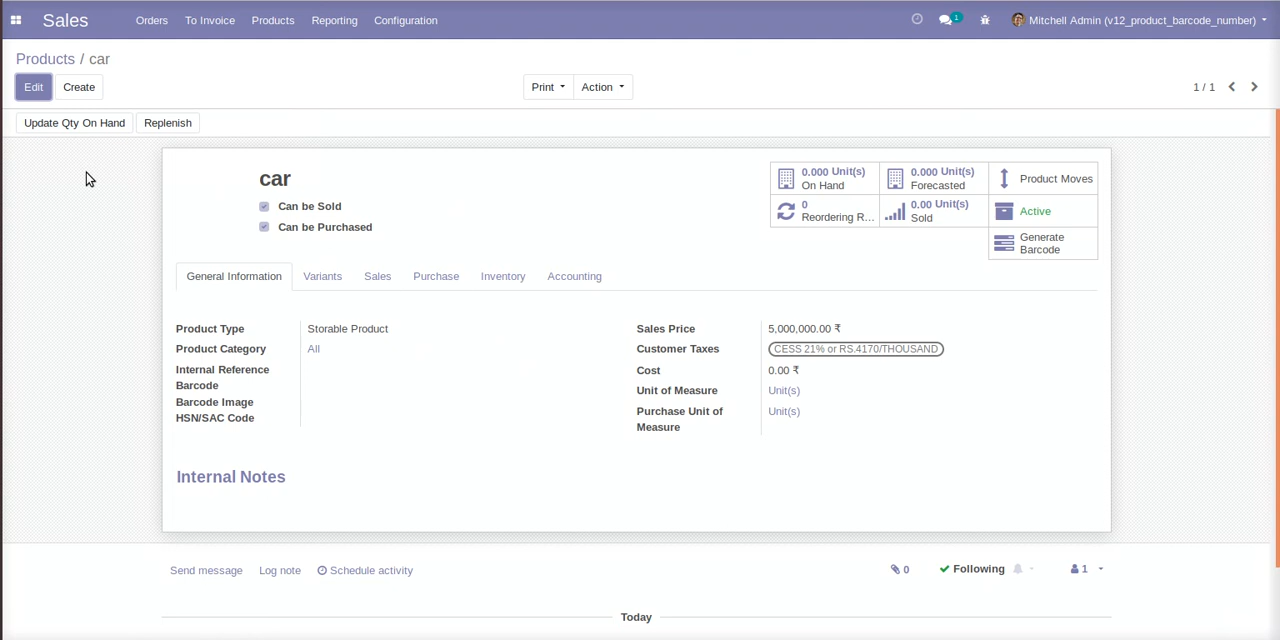 Sales Orders To Invoice Products Reporting Configuration 1 Mitchell Admin (v12_product_barcode_number)
Products / car
Edit Create Print Action 1 / 1
Update Qty On Hand Replenish
car
Can be Sold
Can be Purchased
0.000 Unit(s)
On Hand
0.000 Unit(s)
Forecasted
Product Moves
0
Reordering R...
0.00 Unit(s)
Sold
Active
Generate
Barcode
General Information Variants Sales Purchase Inventory Accounting
Product Type Storable Product
Product Category All
Internal Reference
Barcode
Barcode Image
HSN/SAC Code
Sales Price 5,000,000.00 ₹
Customer Taxes CESS 21% or RS.4170/THOUSAND
Cost 0.00 ₹
Unit of Measure Unit(s)
Purchase Unit of Unit(s)
Measure
Internal Notes
Send message Log note Schedule activity 0 Following 1
Today